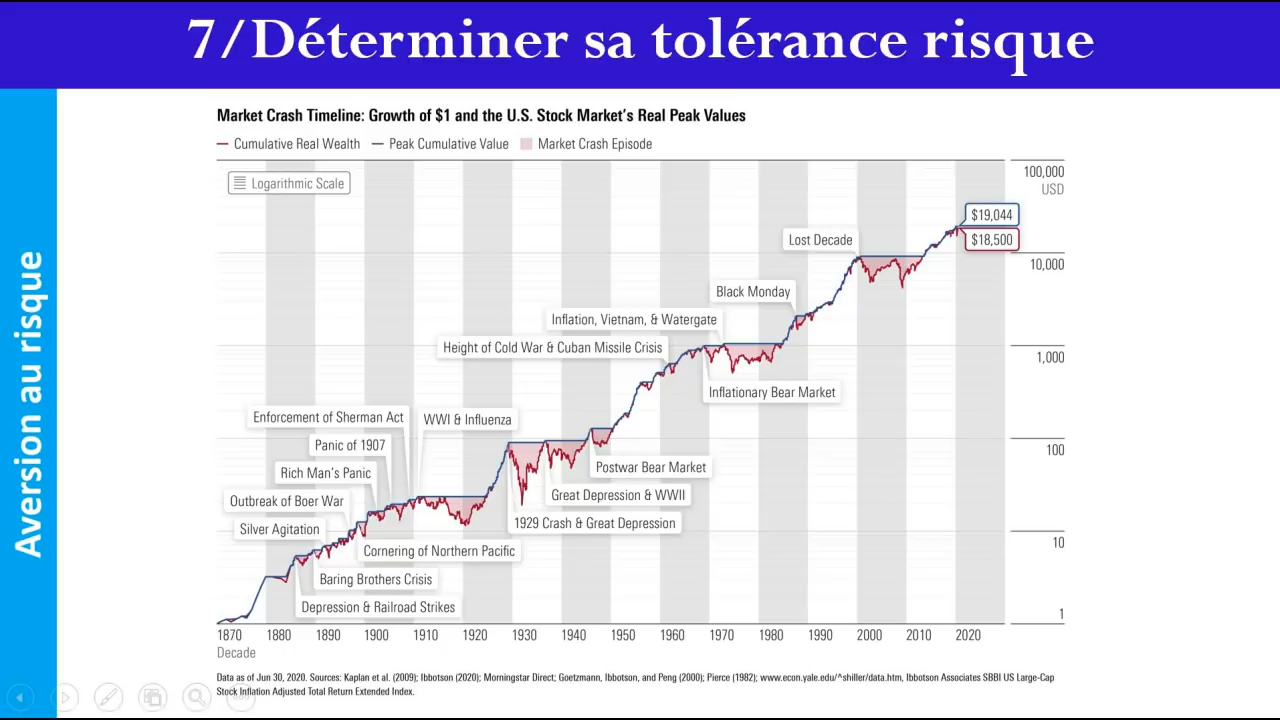 7/Déterminer sa tolérance risque
Aversion au risque
Market Crash Timeline: Growth of $1 and the U.S. Stock Market's Real Peak Values
Cumulative Real Wealth
Peak Cumulative Value
Market Crash Episode
Logarithmic Scale
100,000
USD
$19,044
$18,500
Lost Decade
10,000
Black Monday
Inflation, Vietnam, & Watergate
Height of Cold War & Cuban Missile Crisis
1,000
Inflationary Bear Market
Enforcement of Sherman Act
WWI & Influenza
Panic of 1907
100
Rich Man's Panic
Postwar Bear Market
Outbreak of Boer War
Great Depression & WWII
Silver Agitation
1929 Crash & Great Depression
Cornering of Northern Pacific
10
Baring Brothers Crisis
Depression & Railroad Strikes
1
1870 1880 1890 1900 1910 1920 1930 1940 1950 1960 1970 1980 1990 2000 2010 2020
Decade
Data as of Jun 30, 2020. Sources: Kaplan et al. (2009); Ibbotson (2020); Morningstar Direct; Goetzmann, Ibbotson, and Peng (2000); Pierce (1982); www.econ.yale.edu/^shiller/data.htm, Ibbotson Associates SBBI US Large-Cap
Stock Inflation Adjusted Total Return Extended Index.